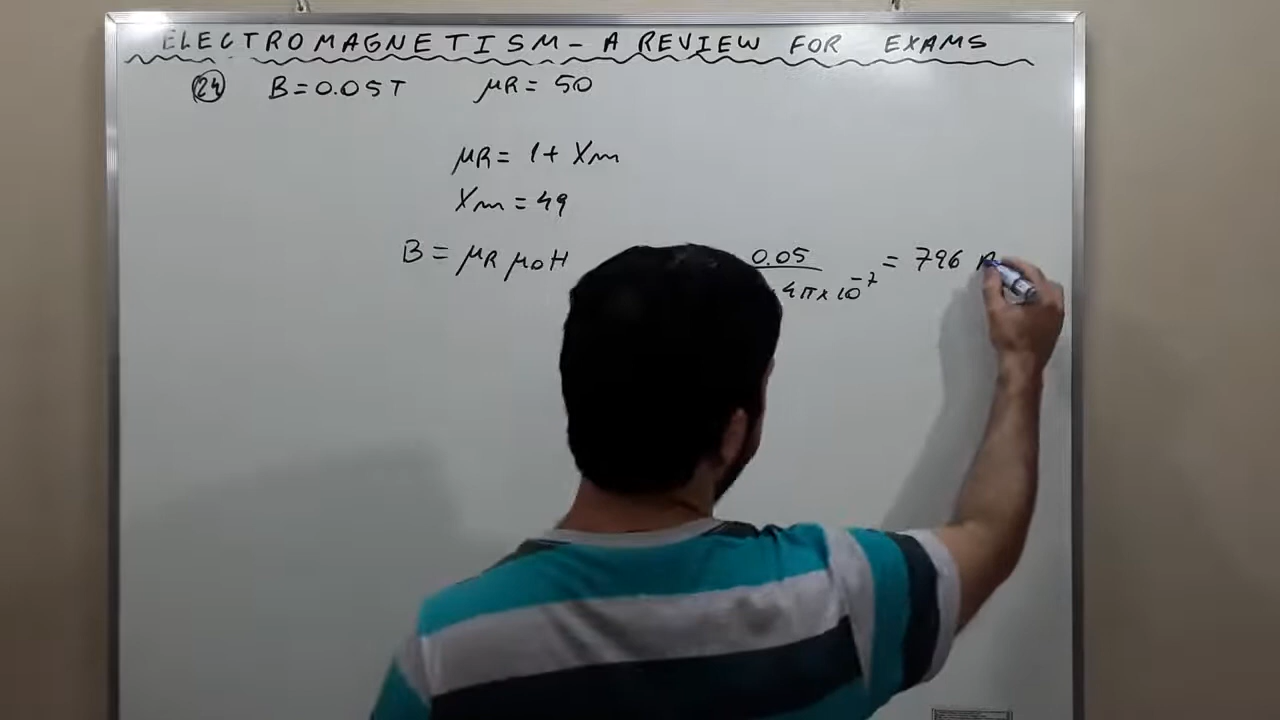 ELECTROMAGNETISM - A REVIEW FOR EXAMS
24 B = 0.05T μR = 50
μR = 1 + Xm
Xm = 49
B = μR μ0 H 0.05 / 4π x 10^-7 = 796